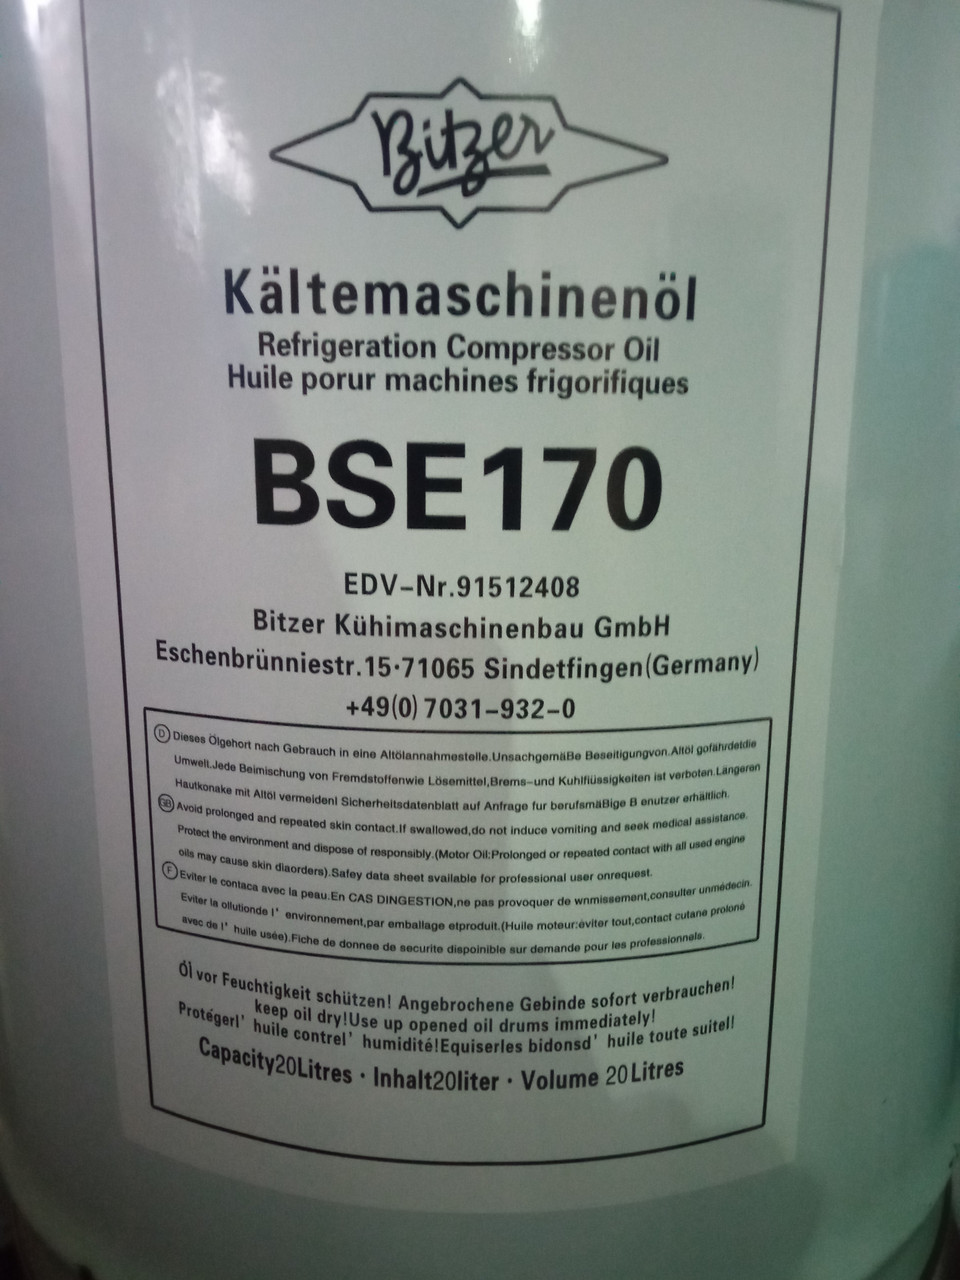 Bitzer
Kältemaschinenöl
Refrigeration Compressor Oil
Huile porur machines frigorifiques
BSE170
EDV-Nr.91512408
Bitzer Kühimaschinenbau GmbH
Eschenbrünniestr.15·71065 Sindetfingen(Germany)
+49(0)7031-932-0
D Dieses Ölgehort nach Gebrauch in eine Altölannahmestelle.UnsachgemäBe Beseitigungvon.Altöl gofahrdetdie
Umwelt.Jede Beimischung von Fremdstoffenwie Lösemittel,Brems-und Kuhlflüssigkeiten ist verboten.Längeren
Hautkonake mit Altöl vermeidenl Sicherheitsdatenblatt auf Anfrage fur berufsmäBige B enutzer erhältlich.
GB Avoid prolonged and repeated skin contact.If swallowed,do not induce vomiting and seek medical assistance.
Protect the environment and dispose of responsibly.(Motor Oil:Prolonged or repeated contact with all used engine
oils may cause skin diaorders).Safey data sheet available for professional user onrequest.
F Eviter le contaca avec la peau.En CAS DINGESTION,ne pas provoquer de wnmissement,consulter unmédecin.
Eviter la ollutionde l' environnement,par emballage etproduit.(Huile moteur:éviter tout,contact cutane prolone
avec de l' huile usée).Fiche de donnee de securite dispoinible sur demande pour les professionnels.
Öl vor Feuchtigkeit schützen! Angebrochene Gebinde sofort verbrauchen!
keep oil dry!Use up opened oil drums immediately!
Protégerl' huile contrel' humidité!Equiserles bidonsd' huile toute suitel!
Capacity20Litres · Inhalt20liter · Volume 20Litres